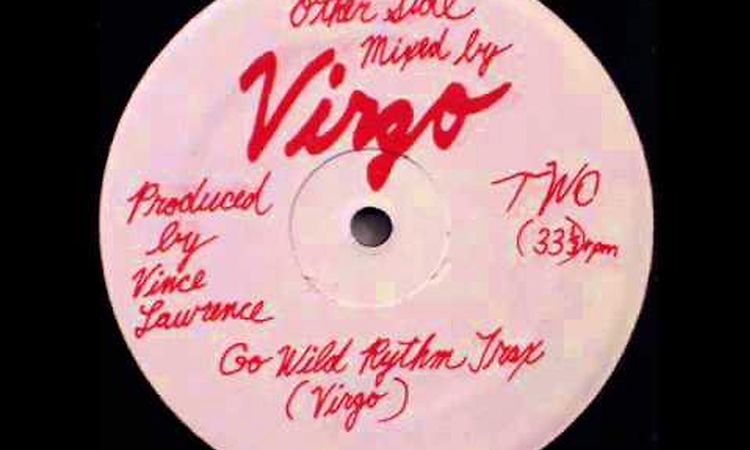 Other Side
Mixed by
Virgo
Produced
by
Vince
Lawrence
TWO
(33⅓)rpm
Go Wild Rythm Trax
(Virgo)